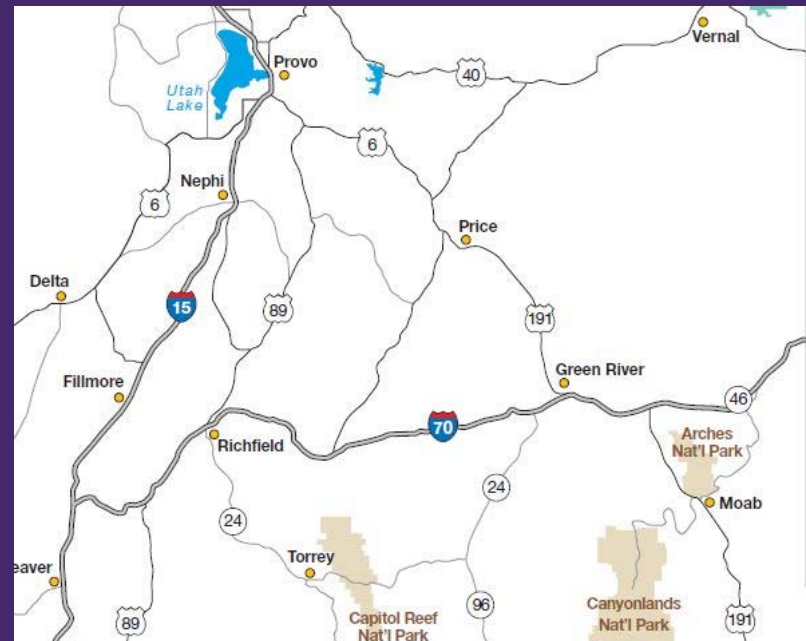 Vernal
Provo
40
Utah
Lake
6
Nephi
6
Price
Delta
15
89
191
Fillmore
Green River
46
70
Richfield
Arches
Nat'l Park
24
24
Moab
Torrey
eaver
96
Canyonlands
Nat'l Park
89
Capitol Reef
Nat'l Park
191